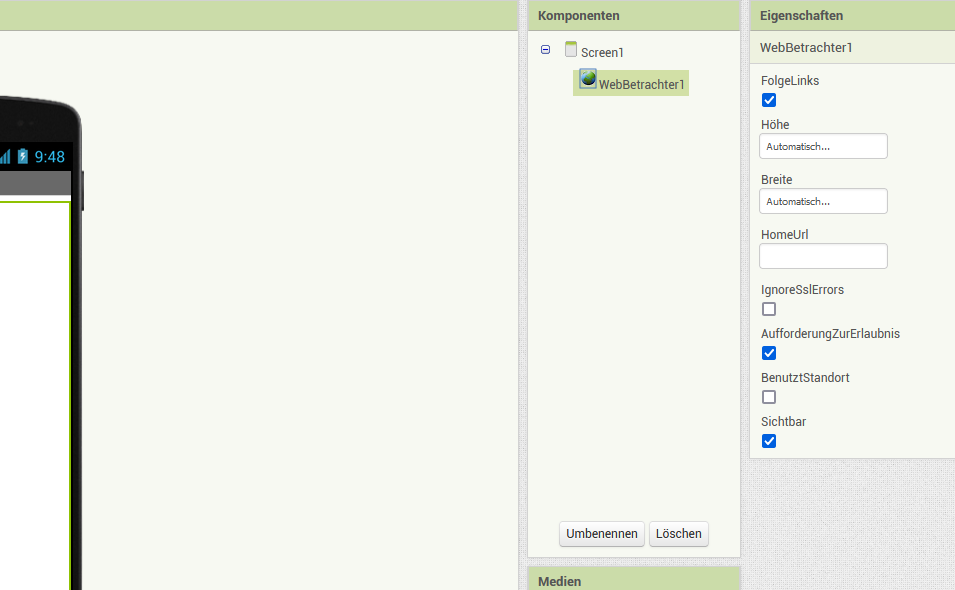 9:48
Komponenten
Screen1
WebBetrachter1
Umbenennen Löschen
Medien
Eigenschaften
WebBetrachter1
FolgeLinks
Höhe
Automatisch...
Breite
Automatisch...
HomeUrl
IgnoreSslErrors
AufforderungZurErlaubnis
BenutztStandort
Sichtbar